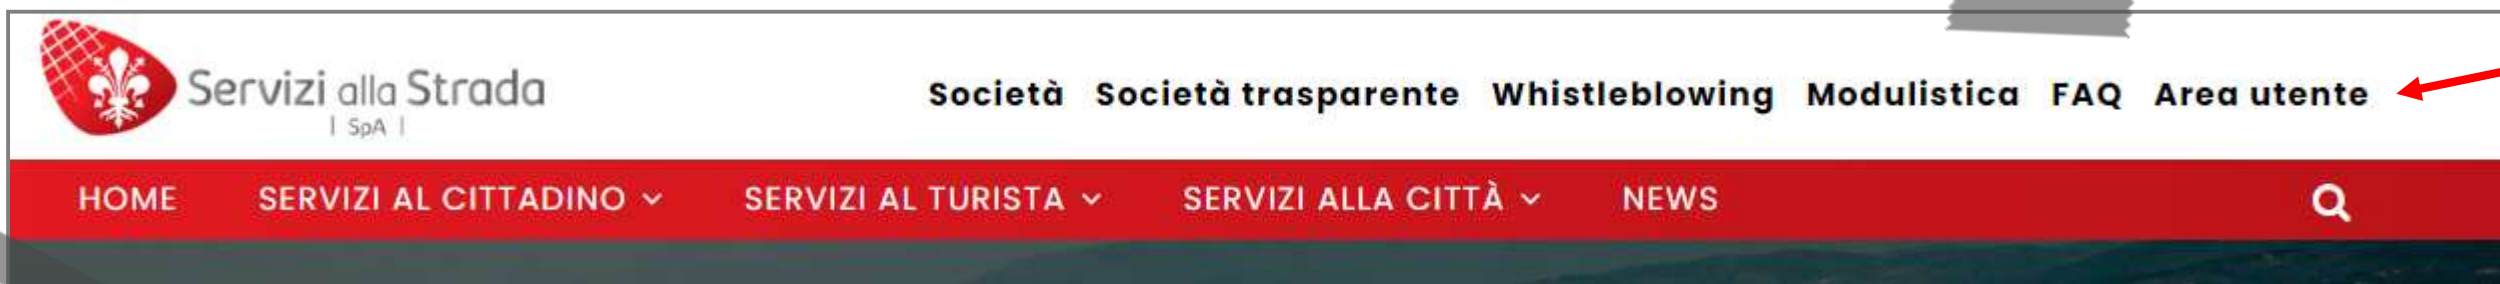 Servizi alla Strada
| SpA |
Società Società trasparente Whistleblowing Modulistica FAQ Area utente
HOME SERVIZI AL CITTADINO SERVIZI AL TURISTA SERVIZI ALLA CITTÀ NEWS